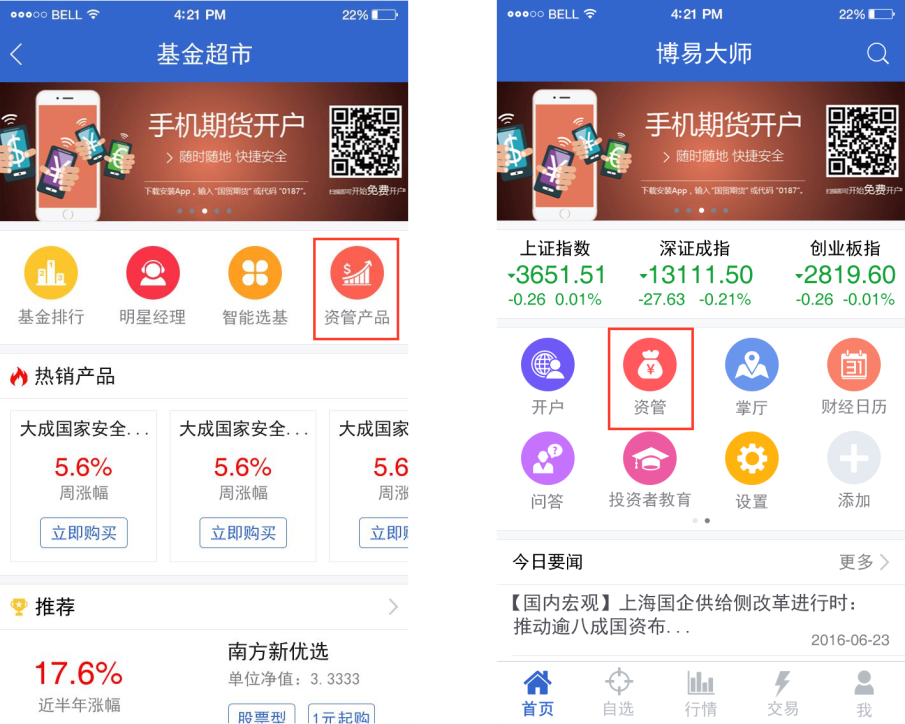 BELL 4:21 PM 22%
基金超市
手机期货开户
随时随地 快捷安全
下载安装App，输入“国贸期货”或代码“0187”。
扫描即可开始免费开户
基金排行 明星经理 智能选基 资管产品
热销产品
大成国家安全... 大成国家安全... 大成国家
5.6% 5.6% 5.6
周涨幅 周涨幅 周涨
立即购买 立即购买 立即购
推荐
17.6%
近半年涨幅
南方新优选
单位净值：3.3333
股票型 1元起购
BELL 4:21 PM 22%
博易大师
手机期货开户
随时随地 快捷安全
下载安装App，输入“国贸期货”或代码“0187”。
扫描即可开始免费开户
上证指数 深证成指 创业板指
3651.51 13111.50 2819.60
-0.26 0.01% -27.63 -0.21% -0.26 -0.01%
开户 资管 掌厅 财经日历
问答 投资者教育 设置 添加
今日要闻 更多
【国内宏观】上海国企供给侧改革进行时：
推动逾八成国资布...
2016-06-23
首页 自选 行情 交易 我